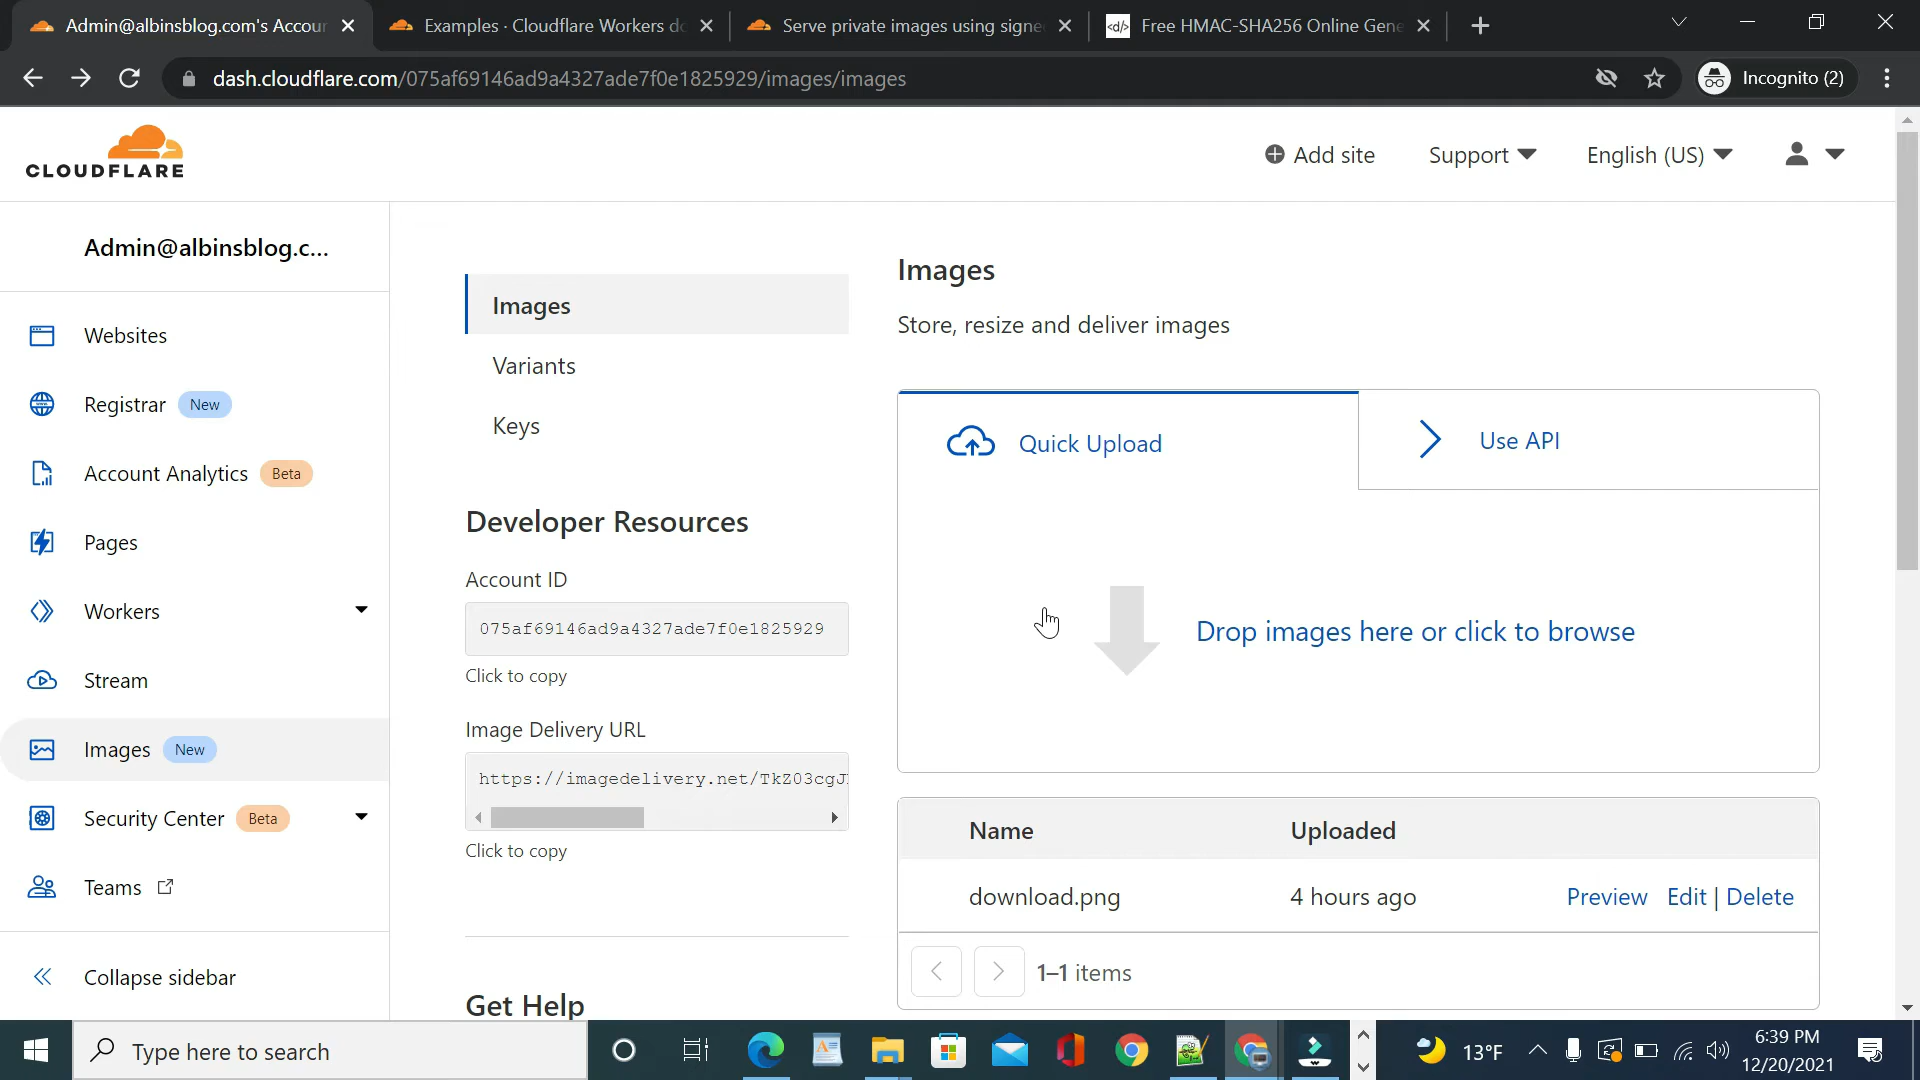 Admin@albinsblog.com's Accour
Examples · Cloudflare Workers do
Serve private images using signe
Free HMAC-SHA256 Online Gene
dash.cloudflare.com/075af69146ad9a4327ade7f0e1825929/images/images
Incognito (2)
CLOUDFLARE
Add site
Support
English (US)
Admin@albinsblog.c...
Websites
Registrar New
Account Analytics Beta
Pages
Workers
Stream
Images New
Security Center Beta
Teams
Collapse sidebar
Images
Variants
Keys
Developer Resources
Account ID
075af69146ad9a4327ade7f0e1825929
Click to copy
Image Delivery URL
https://imagedelivery.net/TkZ03cgJ
Click to copy
Get Help
Images
Store, resize and deliver images
Quick Upload
Use API
Drop images here or click to browse
Name Uploaded
download.png 4 hours ago Preview Edit | Delete
1–1 items
Type here to search
13°F
6:39 PM
12/20/2021